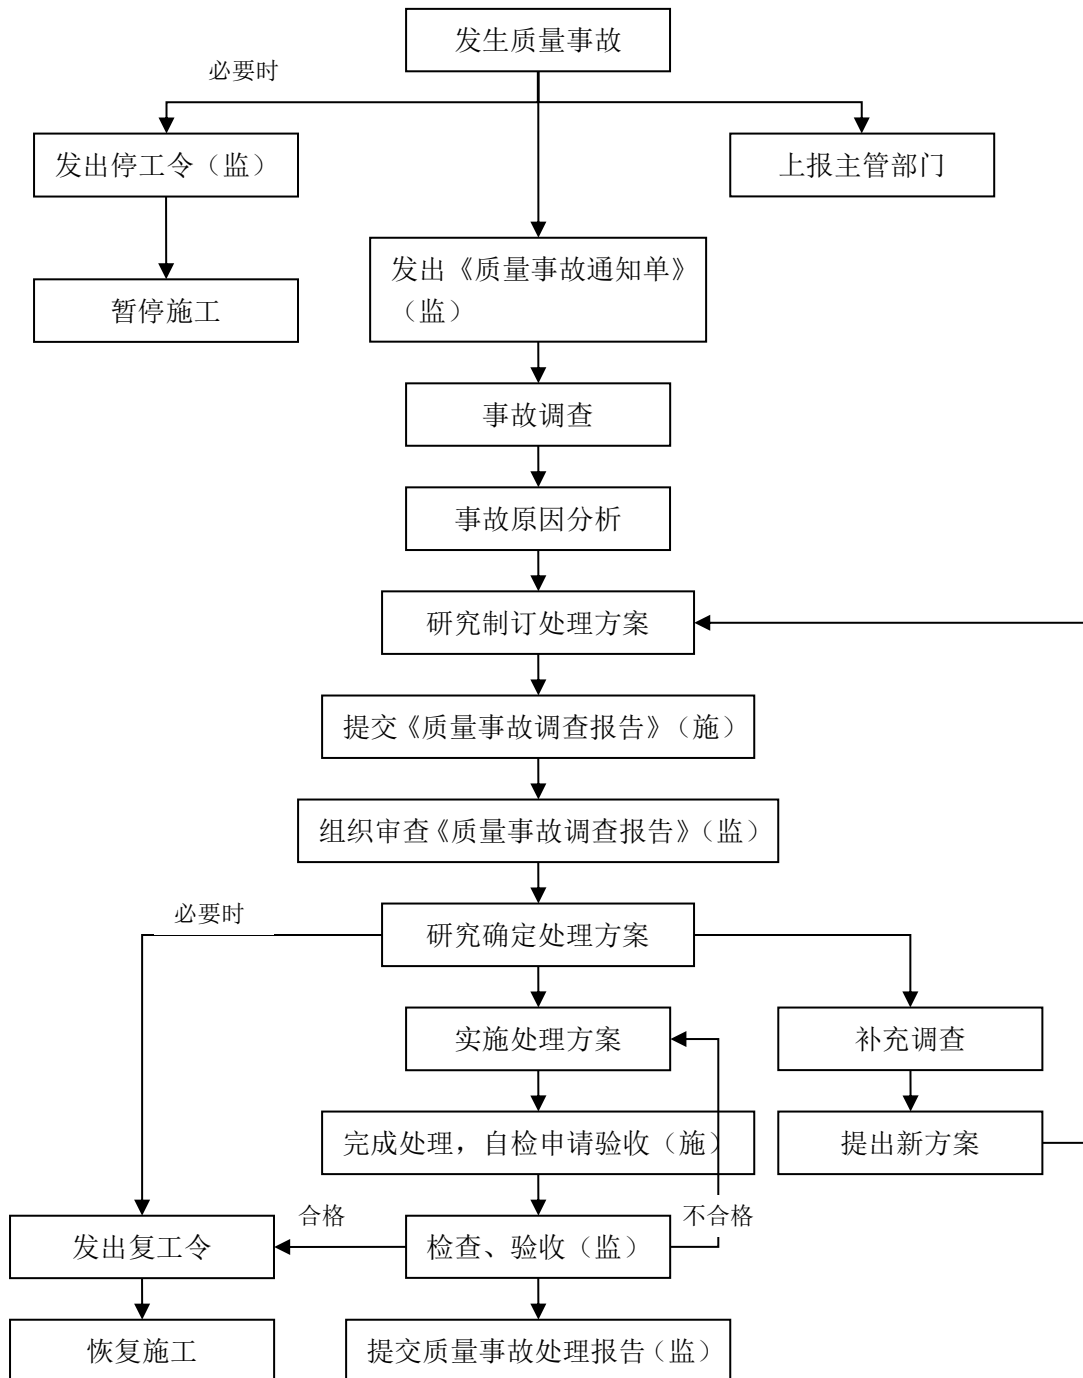 发生质量事故
必要时
发出停工令（监）
上报主管部门
发出《质量事故通知单》
（监）
暂停施工
事故调查
事故原因分析
研究制订处理方案
提交《质量事故调查报告》（施）
组织审查《质量事故调查报告》（监）
必要时
研究确定处理方案
实施处理方案
补充调查
完成处理，自检申请验收（施）
提出新方案
合格
不合格
发出复工令
检查、验收（监）
恢复施工
提交质量事故处理报告（监）